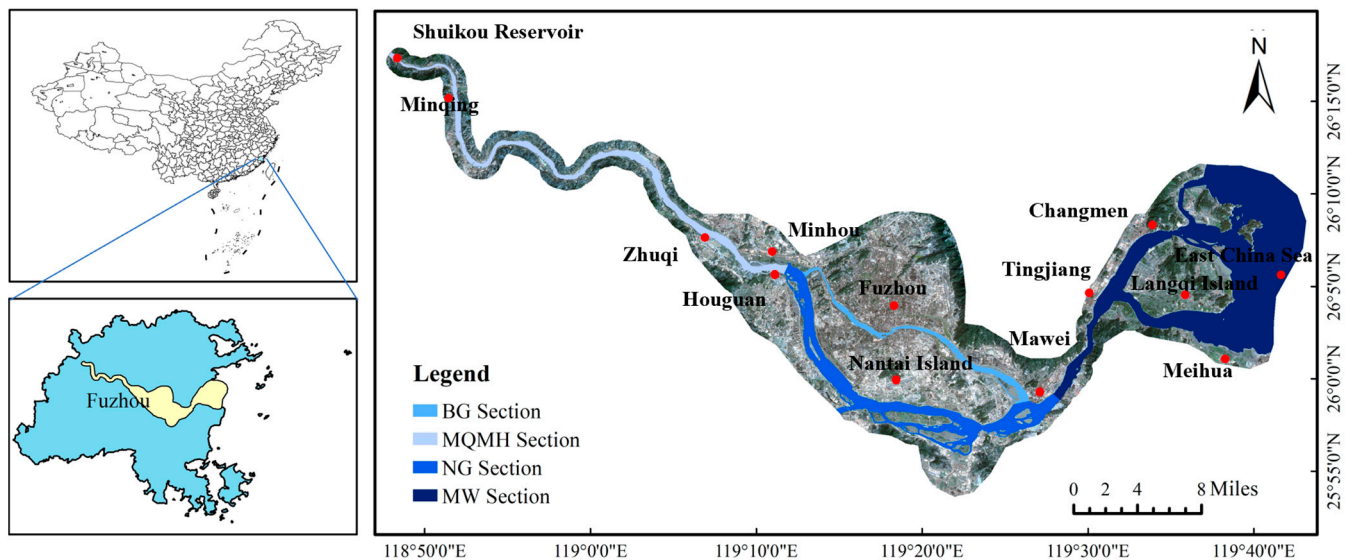 Shuikou Reservoir
Minqing
Zhuqi
Minhou
Houguan
Fuzhou
Nantai Island
Mawei
Tingjiang
Changmen
East China Sea
Langqi Island
Meihua
N
Legend
BG Section
MQMH Section
NG Section
MW Section
0 2 4 8 Miles
118°50'0"E 119°0'0"E 119°10'0"E 119°20'0"E 119°30'0"E 119°40'0"E
26°15'0"N
26°10'0"N
26°5'0"N
26°0'0"N
25°55'0"N
Fuzhou